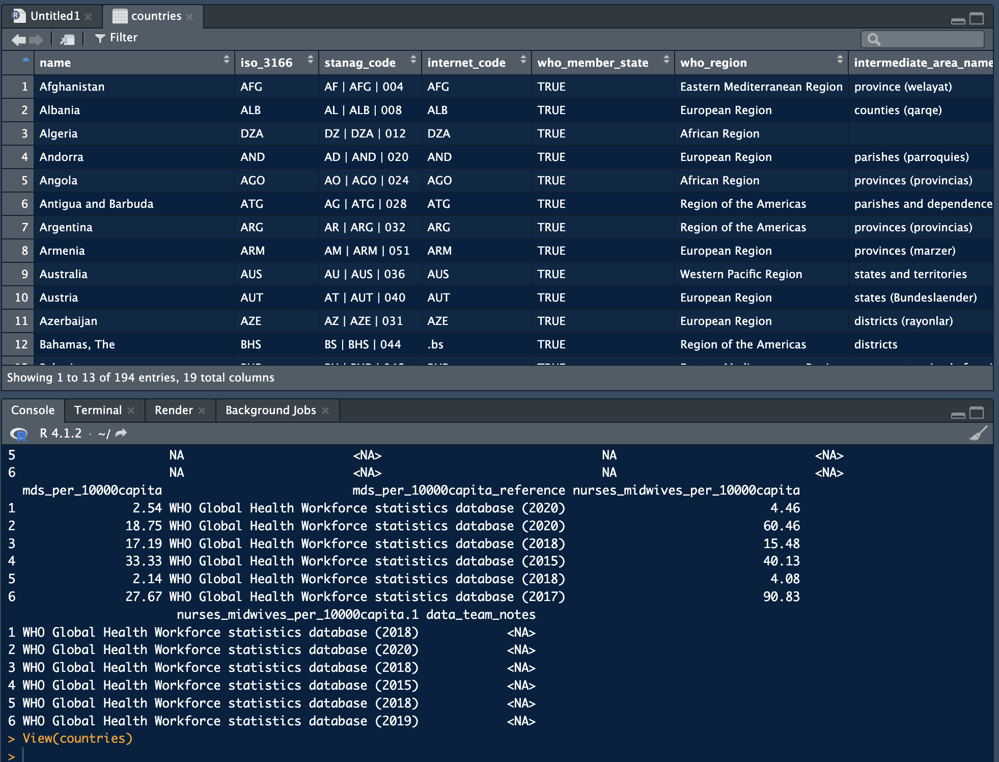 Untitled1 countries
Filter
name iso_3166 stanag_code internet_code who_member_state who_region intermediate_area_name
1 Afghanistan AFG AF | AFG | 004 AFG TRUE Eastern Mediterranean Region province (welayat)
2 Albania ALB AL | ALB | 008 ALB TRUE European Region counties (qarqe)
3 Algeria DZA DZ | DZA | 012 DZA TRUE African Region
4 Andorra AND AD | AND | 020 AND TRUE European Region parishes (parroquies)
5 Angola AGO AO | AGO | 024 AGO TRUE African Region provinces (provincias)
6 Antigua and Barbuda ATG AG | ATG | 028 ATG TRUE Region of the Americas parishes and dependence
7 Argentina ARG AR | ARG | 032 ARG TRUE Region of the Americas provinces (provincias)
8 Armenia ARM AM | ARM | 051 ARM TRUE European Region provinces (marzer)
9 Australia AUS AU | AUS | 036 AUS TRUE Western Pacific Region states and territories
10 Austria AUT AT | AUT | 040 AUT TRUE European Region states (Bundeslaender)
11 Azerbaijan AZE AZ | AZE | 031 AZE TRUE European Region districts (rayonlar)
12 Bahamas, The BHS BS | BHS | 044 .bs TRUE Region of the Americas districts
Showing 1 to 13 of 194 entries, 19 total columns
Console Terminal Render Background Jobs
R 4.1.2 · ~/
5 NA <NA> NA <NA>
6 NA <NA> NA <NA>
mds_per_10000capita mds_per_10000capita_reference nurses_midwives_per_10000capita
1 2.54 WHO Global Health Workforce statistics database (2020) 4.46
2 18.75 WHO Global Health Workforce statistics database (2020) 60.46
3 17.19 WHO Global Health Workforce statistics database (2018) 15.48
4 33.33 WHO Global Health Workforce statistics database (2015) 40.13
5 2.14 WHO Global Health Workforce statistics database (2018) 4.08
6 27.67 WHO Global Health Workforce statistics database (2017) 90.83
nurses_midwives_per_10000capita.1 data_team_notes
1 WHO Global Health Workforce statistics database (2018) <NA>
2 WHO Global Health Workforce statistics database (2020) <NA>
3 WHO Global Health Workforce statistics database (2018) <NA>
4 WHO Global Health Workforce statistics database (2015) <NA>
5 WHO Global Health Workforce statistics database (2018) <NA>
6 WHO Global Health Workforce statistics database (2019) <NA>
> View(countries)
>